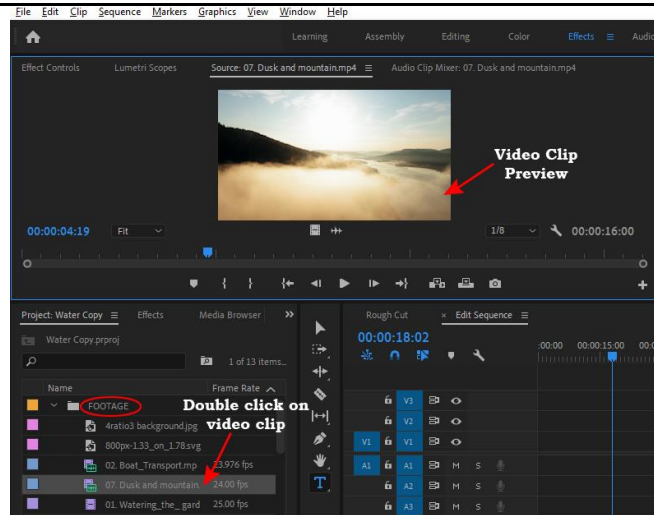 File Edit Clip Sequence Markers Graphics View Window Help
Learning Assembly Editing Color Effects Audio
Effect Controls Lumetri Scopes Source: 07. Dusk and mountain.mp4 Audio Clip Mixer: 07. Dusk and mountain.mp4
Video Clip
Preview
00:00:04:19 Fit 1/8 00:00:16:00
Project: Water Copy Effects Media Browser
Rough Cut × Edit Sequence
Water Copy.prproj
00:00:18:02
1 of 13 items...
:00:00 00:00:15:00 00:0
Name Frame Rate
FOOTAGE
Double click on
video clip
4ratio3 background.jpg
800px-1.33_on_1.78.svg
02. Boat_Transport.mp 23.976 fps
07. Dusk and mountain. 24.00 fps
01. Watering_the_ gard 25.00 fps
V3
V2
V1 V1
A1 A1 M S
A2 M S
A3 M S